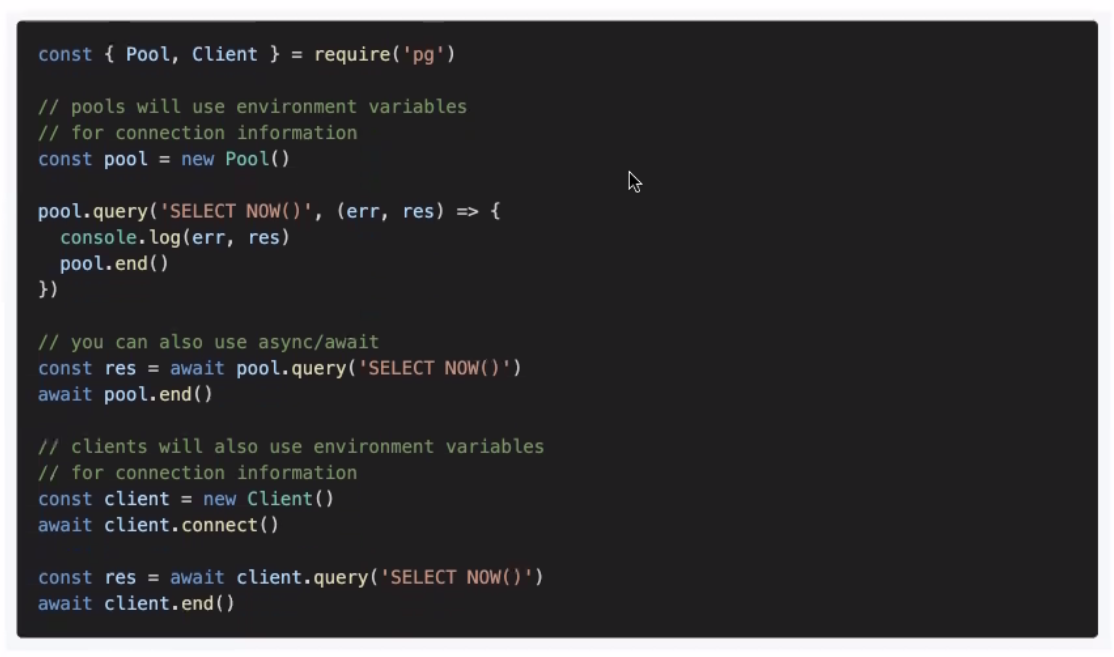 const { Pool, Client } = require('pg')
// pools will use environment variables
// for connection information
const pool = new Pool()
pool.query('SELECT NOW()', (err, res) => {
  console.log(err, res)
  pool.end()
})
// you can also use async/await
const res = await pool.query('SELECT NOW()')
await pool.end()
// clients will also use environment variables
// for connection information
const client = new Client()
await client.connect()
const res = await client.query('SELECT NOW()')
await client.end()